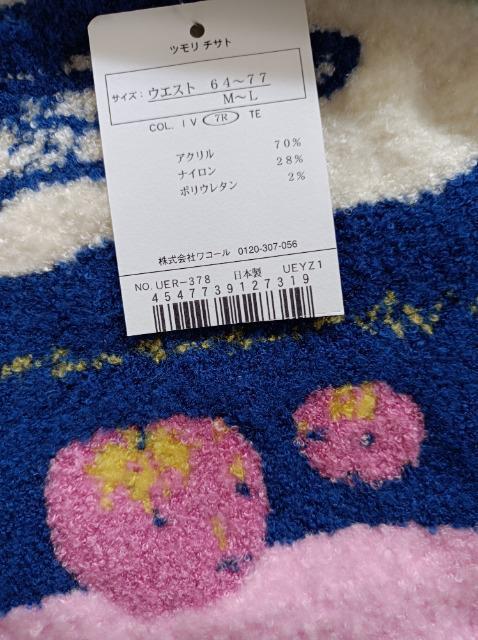 ツモリ チサト
サイズ: ウエスト 64〜77
M〜L
COL. IV 7R TE
アクリル 70%
ナイロン 28%
ポリウレタン 2%
株式会社ワコール 0120-307-056
NO. UER-378 日本製 UEYZ1
4547739127319